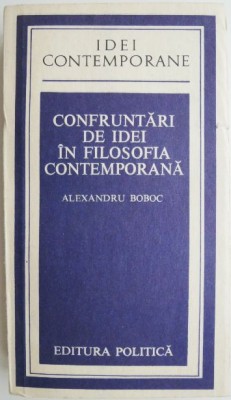 IDEI
CONTEMPORANE
CONFRUNTĂRI
DE IDEI
ÎN FILOSOFIA
CONTEMPORANĂ
ALEXANDRU BOBOC
EDITURA POLITICĂ